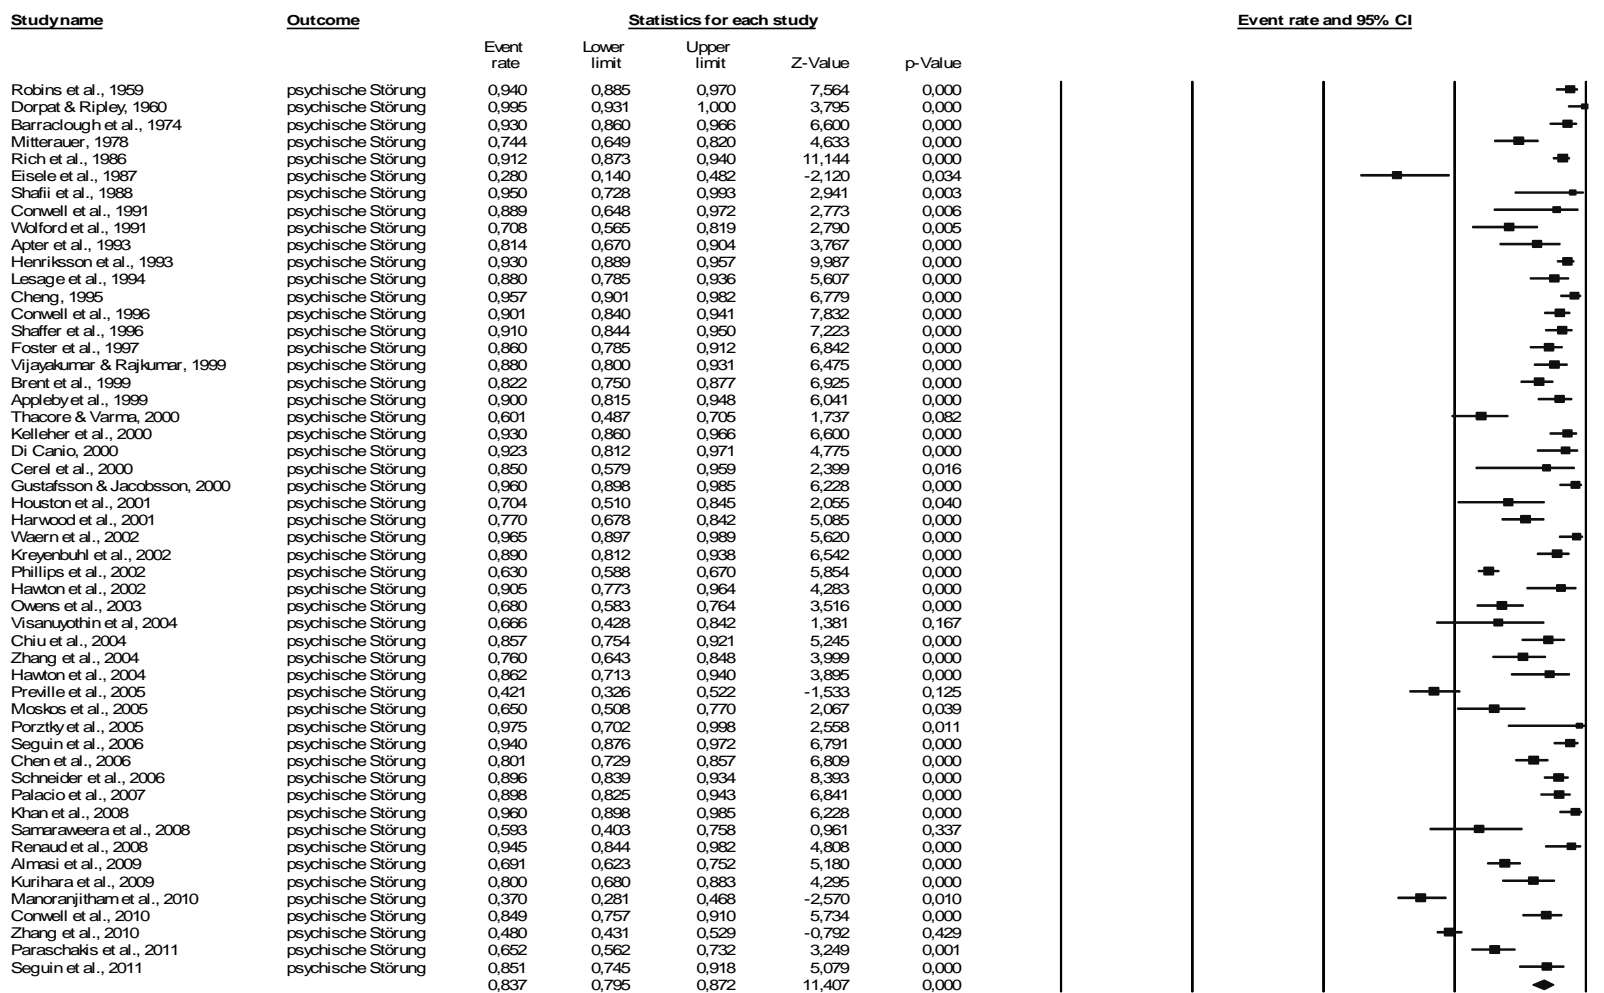 Studyname Outcome Statistics for each study Event rate and 95% CI
Event Lower Upper
rate limit limit Z-Value p-Value
Robins et al., 1959 psychische Störung 0,940 0,885 0,970 7,564 0,000
Dorpat & Ripley, 1960 psychische Störung 0,995 0,931 1,000 3,795 0,000
Barraclough et al., 1974 psychische Störung 0,930 0,860 0,966 6,600 0,000
Mitterauer, 1978 psychische Störung 0,744 0,649 0,820 4,633 0,000
Rich et al., 1986 psychische Störung 0,912 0,873 0,940 11,144 0,000
Eisele et al., 1987 psychische Störung 0,280 0,140 0,482 -2,120 0,034
Shafii et al., 1988 psychische Störung 0,950 0,728 0,993 2,941 0,003
Conwell et al., 1991 psychische Störung 0,889 0,648 0,972 2,773 0,006
Wolford et al., 1991 psychische Störung 0,708 0,565 0,819 2,790 0,005
Apter et al., 1993 psychische Störung 0,814 0,670 0,904 3,767 0,000
Henriksson et al., 1993 psychische Störung 0,930 0,889 0,957 9,987 0,000
Lesage et al., 1994 psychische Störung 0,880 0,785 0,936 5,607 0,000
Cheng, 1995 psychische Störung 0,957 0,901 0,982 6,779 0,000
Conwell et al., 1996 psychische Störung 0,901 0,840 0,941 7,832 0,000
Shaffer et al., 1996 psychische Störung 0,910 0,844 0,950 7,223 0,000
Foster et al., 1997 psychische Störung 0,860 0,785 0,912 6,842 0,000
Vijayakumar & Rajkumar, 1999 psychische Störung 0,880 0,800 0,931 6,475 0,000
Brent et al., 1999 psychische Störung 0,822 0,750 0,877 6,925 0,000
Appleby et al., 1999 psychische Störung 0,900 0,815 0,948 6,041 0,000
Thacore & Varma, 2000 psychische Störung 0,601 0,487 0,705 1,737 0,082
Kelleher et al., 2000 psychische Störung 0,930 0,860 0,966 6,600 0,000
Di Canio, 2000 psychische Störung 0,923 0,812 0,971 4,775 0,000
Cerel et al., 2000 psychische Störung 0,850 0,579 0,959 2,399 0,016
Gustafsson & Jacobsson, 2000 psychische Störung 0,960 0,898 0,985 6,228 0,000
Houston et al., 2001 psychische Störung 0,704 0,510 0,845 2,055 0,040
Harwood et al., 2001 psychische Störung 0,770 0,678 0,842 5,085 0,000
Waern et al., 2002 psychische Störung 0,965 0,897 0,989 5,620 0,000
Kreyenbuhl et al., 2002 psychische Störung 0,890 0,812 0,938 6,542 0,000
Phillips et al., 2002 psychische Störung 0,630 0,588 0,670 5,854 0,000
Hawton et al., 2002 psychische Störung 0,905 0,773 0,964 4,283 0,000
Owens et al., 2003 psychische Störung 0,680 0,583 0,764 3,516 0,000
Visanuyothin et al, 2004 psychische Störung 0,666 0,428 0,842 1,381 0,167
Chiu et al., 2004 psychische Störung 0,857 0,754 0,921 5,245 0,000
Zhang et al., 2004 psychische Störung 0,760 0,643 0,848 3,999 0,000
Hawton et al., 2004 psychische Störung 0,862 0,713 0,940 3,895 0,000
Preville et al., 2005 psychische Störung 0,421 0,326 0,522 -1,533 0,125
Moskos et al., 2005 psychische Störung 0,650 0,508 0,770 2,067 0,039
Porztky et al., 2005 psychische Störung 0,975 0,702 0,998 2,558 0,011
Seguin et al., 2006 psychische Störung 0,940 0,876 0,972 6,791 0,000
Chen et al., 2006 psychische Störung 0,801 0,729 0,857 6,809 0,000
Schneider et al., 2006 psychische Störung 0,896 0,839 0,934 8,393 0,000
Palacio et al., 2007 psychische Störung 0,898 0,825 0,943 6,841 0,000
Khan et al., 2008 psychische Störung 0,960 0,898 0,985 6,228 0,000
Samaraweera et al., 2008 psychische Störung 0,593 0,403 0,758 0,961 0,337
Renaud et al., 2008 psychische Störung 0,945 0,844 0,982 4,808 0,000
Almasi et al., 2009 psychische Störung 0,691 0,623 0,752 5,180 0,000
Kurihara et al., 2009 psychische Störung 0,800 0,680 0,883 4,295 0,000
Manoranjitham et al., 2010 psychische Störung 0,370 0,281 0,468 -2,570 0,010
Conwell et al., 2010 psychische Störung 0,849 0,757 0,910 5,734 0,000
Zhang et al., 2010 psychische Störung 0,480 0,431 0,529 -0,792 0,429
Paraschakis et al., 2011 psychische Störung 0,652 0,562 0,732 3,249 0,001
Seguin et al., 2011 psychische Störung 0,851 0,745 0,918 5,079 0,000
0,837 0,795 0,872 11,407 0,000